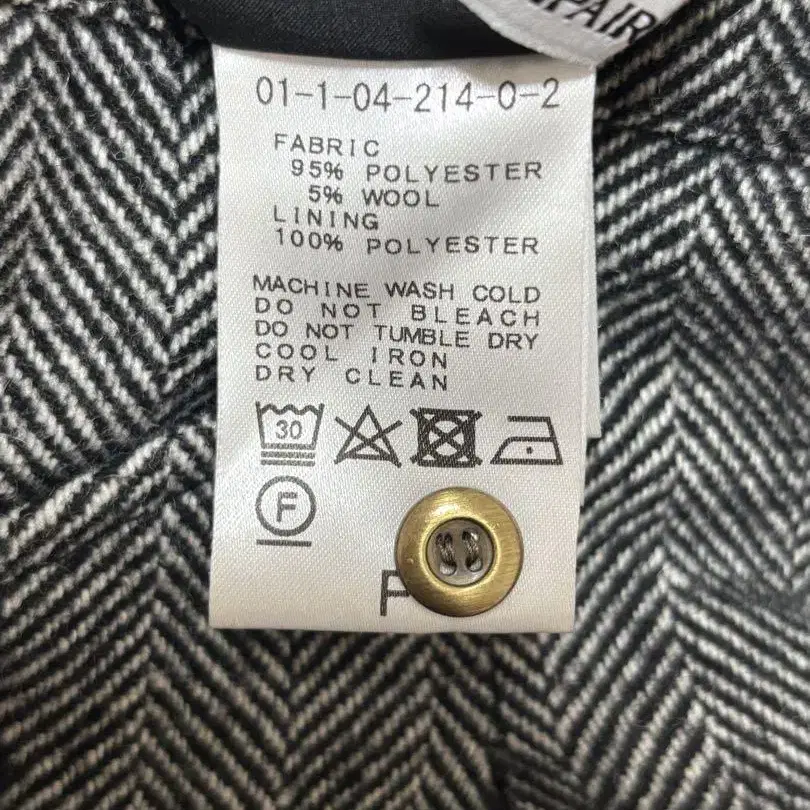 PAIR
01-1-04-214-0-2
FABRIC
95% POLYESTER
5% WOOL
LINING
100% POLYESTER
MACHINE WASH COLD
DO NOT BLEACH
DO NOT TUMBLE DRY
COOL IRON
DRY CLEAN
30
F
F